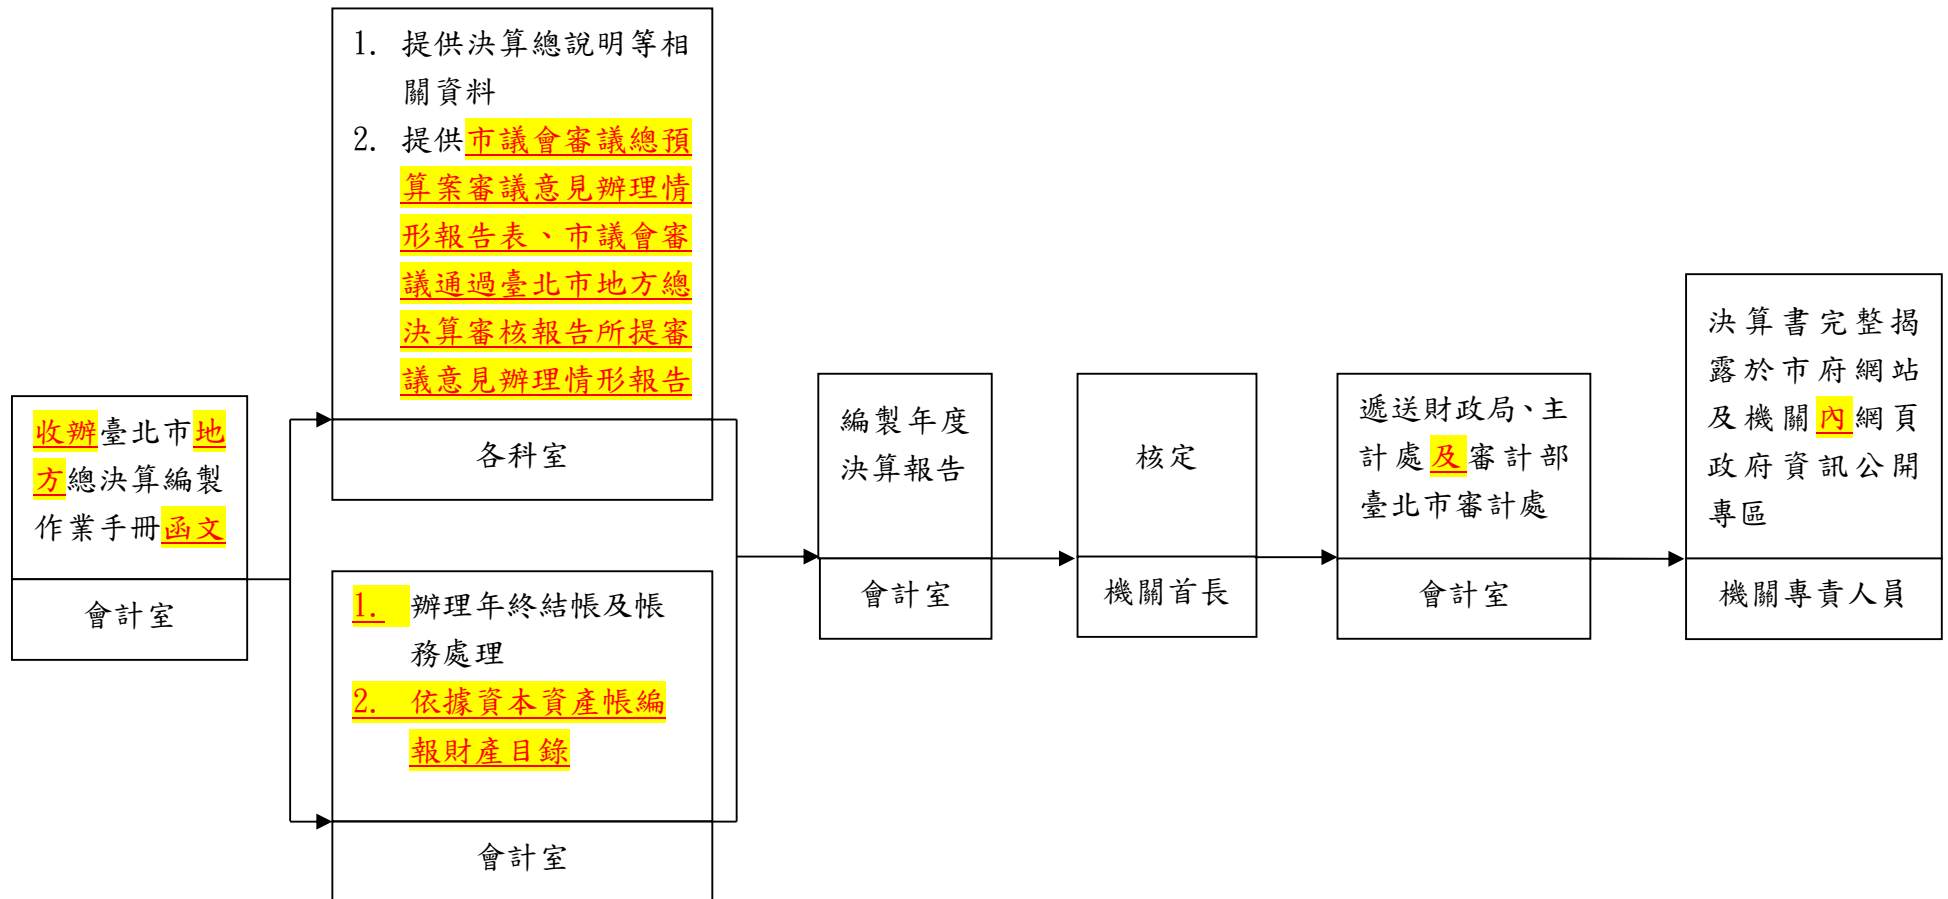 收辦臺北市地
方總決算編製
作業手冊函文
會計室
1. 提供決算總說明等相
關資料
2. 提供市議會審議總預
算案審議意見辦理情
形報告表、市議會審
議通過臺北市地方總
決算審核報告所提審
議意見辦理情形報告
各科室
1. 辦理年終結帳及帳
務處理
2. 依據資本資產帳編
報財產目錄
會計室
編製年度
決算報告
會計室
核定
機關首長
遞送財政局、主
計處及審計部
臺北市審計處
會計室
決算書完整揭
露於市府網站
及機關內網頁
政府資訊公開
專區
機關專責人員